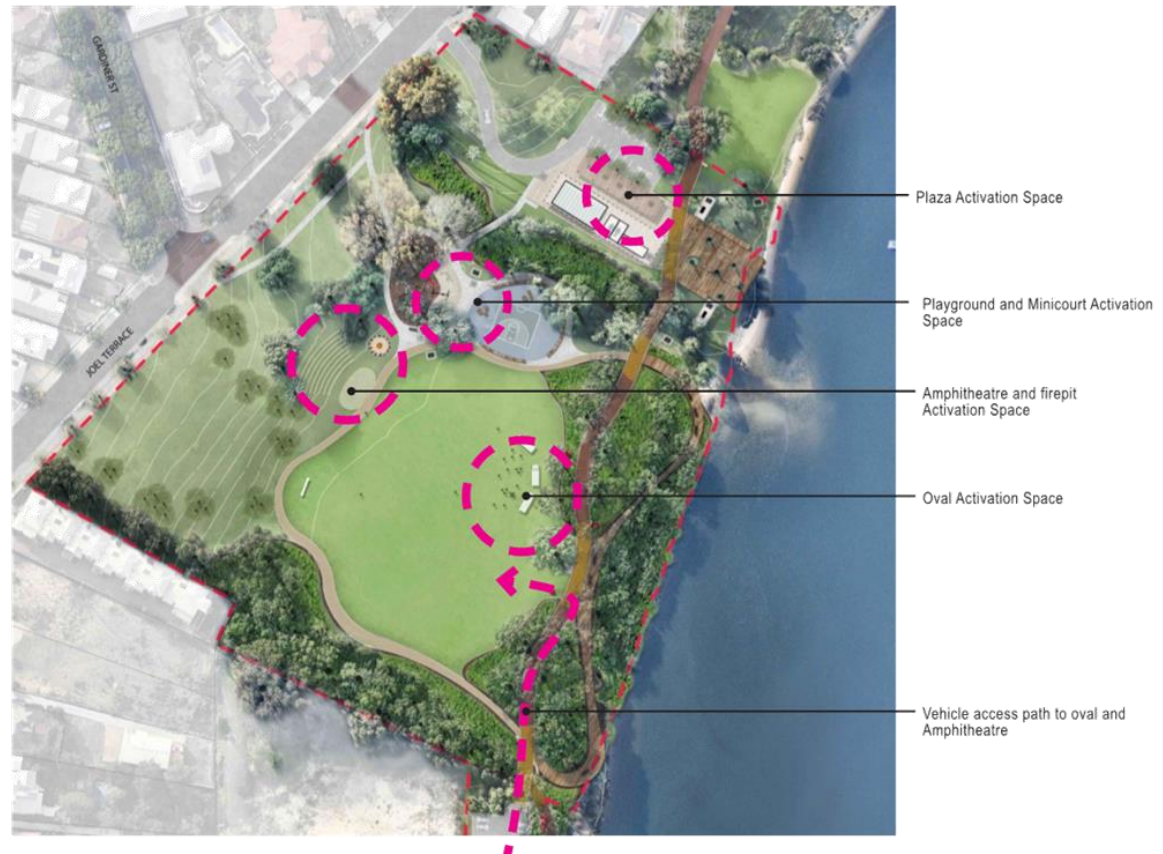 GARDINER ST
Plaza Activation Space
Playground and Minicourt Activation
Space
JOEL TERRACE
Amphitheatre and firepit
Activation Space
Oval Activation Space
Vehicle access path to oval and
Amphitheatre